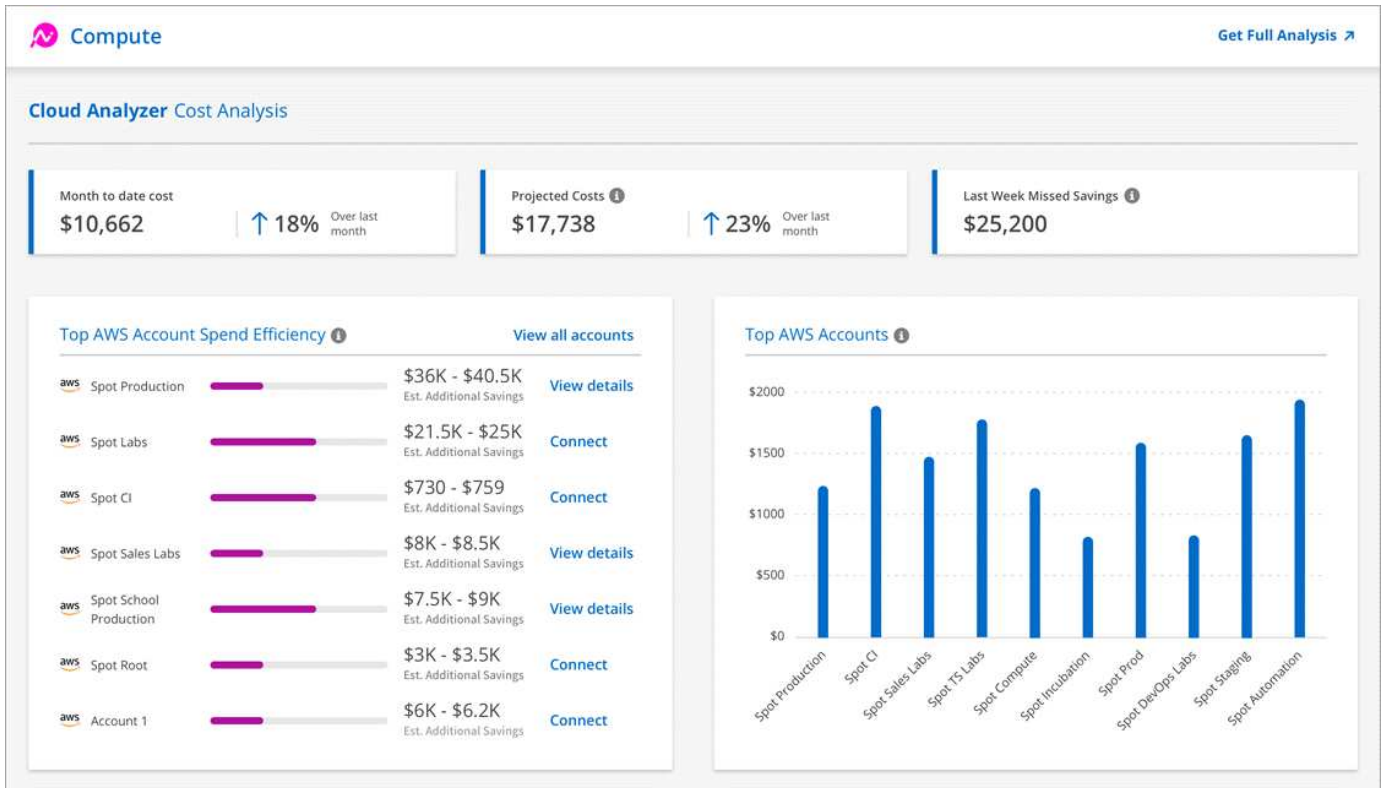 Compute
Get Full Analysis ↗
Cloud Analyzer Cost Analysis
Month to date cost
$10,662
↑ 18%
Over last
month
Projected Costs
$17,738
↑ 23%
Over last
month
Last Week Missed Savings
$25,200
Top AWS Account Spend Efficiency
View all accounts
aws Spot Production
$36K - $40.5K
Est. Additional Savings
View details
aws Spot Labs
$21.5K - $25K
Est. Additional Savings
Connect
aws Spot CI
$730 - $759
Est. Additional Savings
Connect
aws Spot Sales Labs
$8K - $8.5K
Est. Additional Savings
View details
aws Spot School
Production
$7.5K - $9K
Est. Additional Savings
View details
aws Spot Root
$3K - $3.5K
Est. Additional Savings
Connect
aws Account 1
$6K - $6.2K
Est. Additional Savings
Connect
Top AWS Accounts
$2000
$1500
$1000
$500
$0
Spot Production
Spot CI
Spot Sales Labs
Spot TS Labs
Spot Compute
Spot Incubation
Spot Prod
Spot DevOps Labs
Spot Staging
Spot Automation